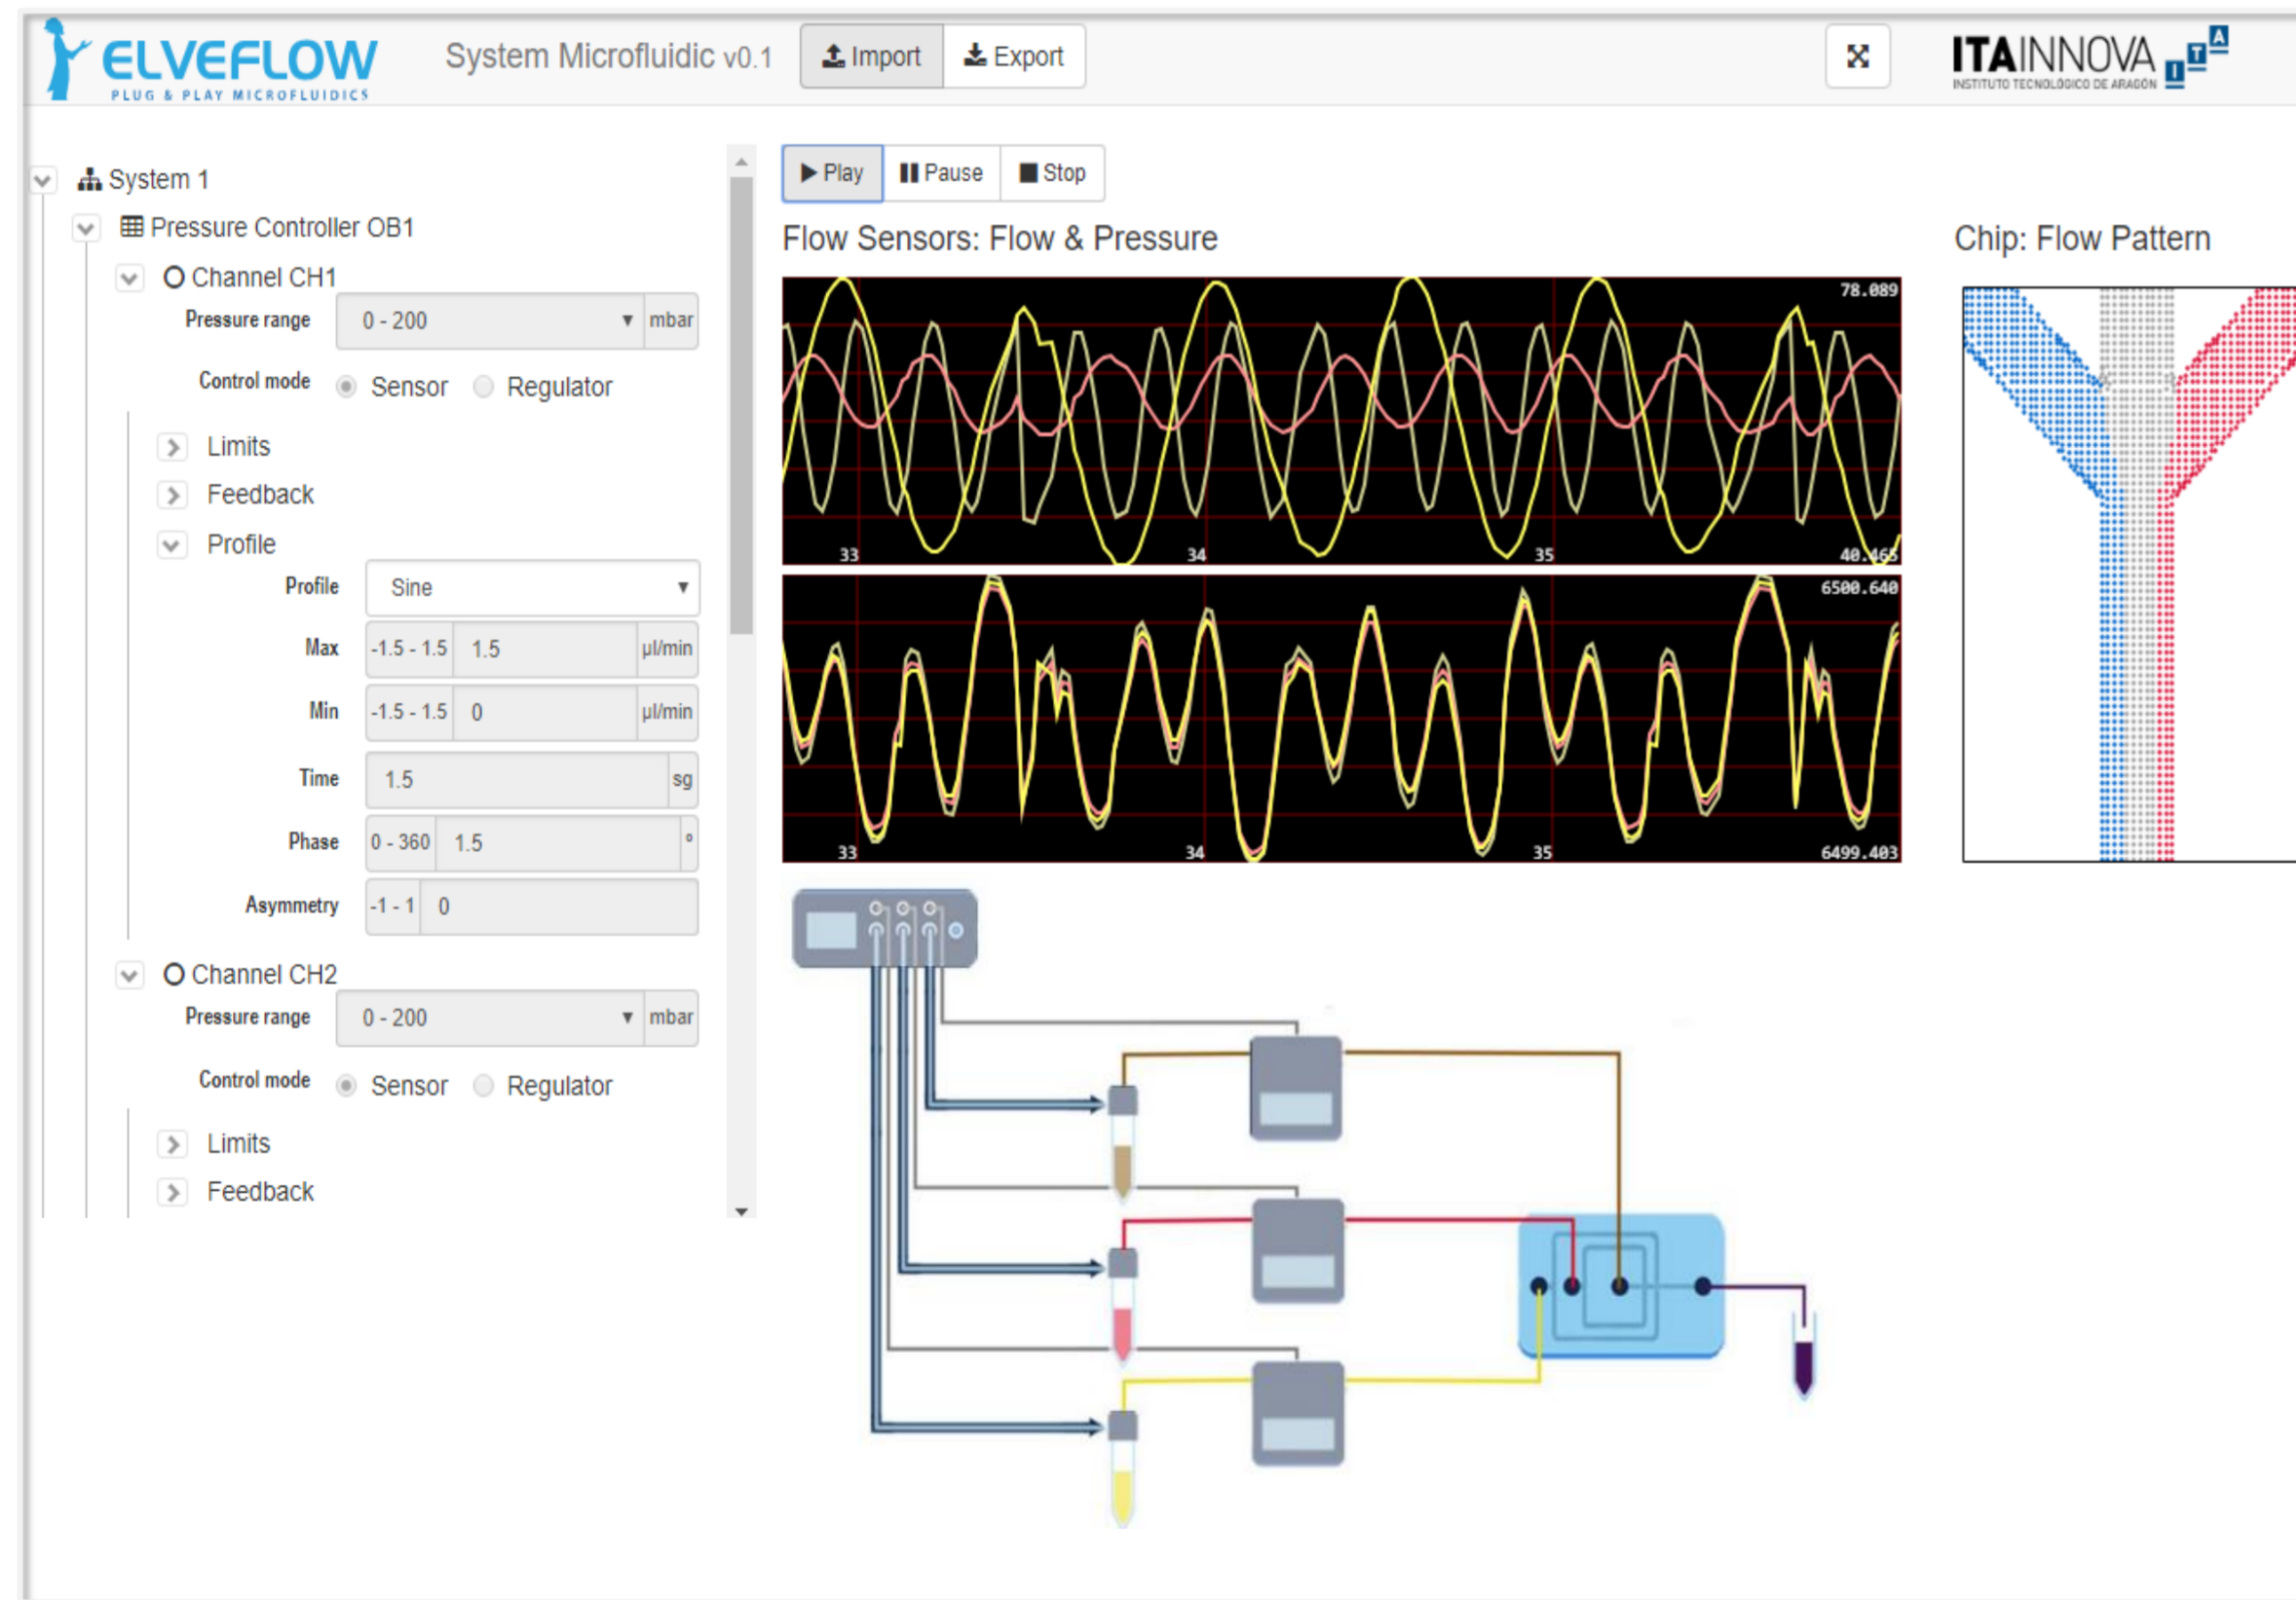 ELVEFLOW
PLUG & PLAY MICROFLUIDICS
System Microfluidic v0.1
Import
Export
ITAINNOVA
INSTITUTO TECNOLÓGICO DE ARAGÓN
I T A
System 1
Pressure Controller OB1
Channel CH1
Pressure range 0 - 200 mbar
Control mode Sensor Regulator
Limits
Feedback
Profile
Profile Sine
Max -1.5 - 1.5 1.5 µl/min
Min -1.5 - 1.5 0 µl/min
Time 1.5 sg
Phase 0 - 360 1.5 º
Asymmetry -1 - 1 0
Channel CH2
Pressure range 0 - 200 mbar
Control mode Sensor Regulator
Limits
Feedback
Play Pause Stop
Flow Sensors: Flow & Pressure
78.089
33 34 35 40.465
6500.640
33 34 35 6499.403
Chip: Flow Pattern